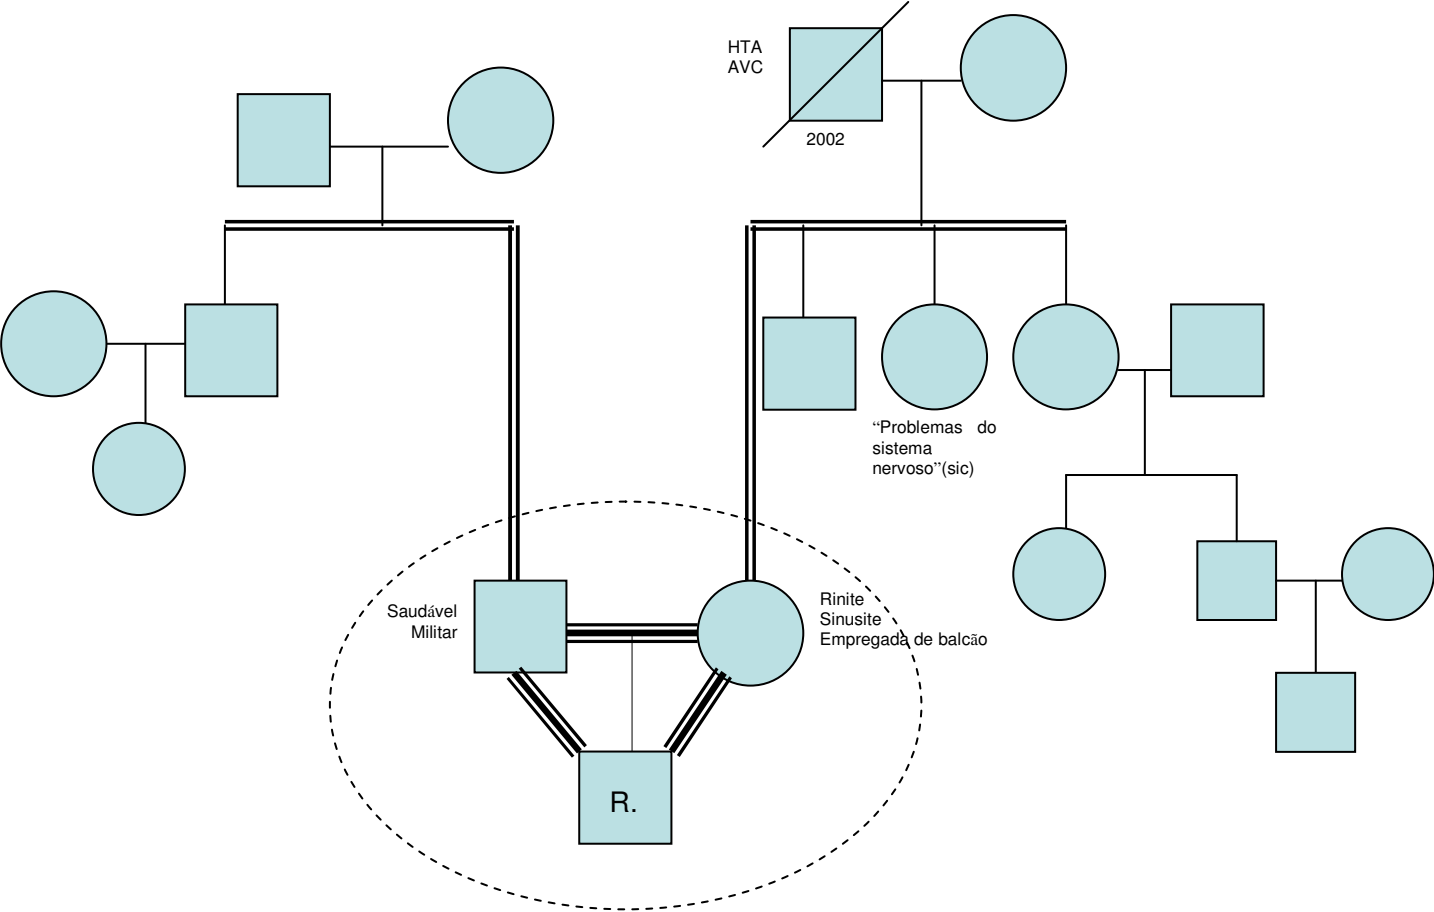 HTA
AVC
2002
“Problemas do
sistema
nervoso”(sic)
Saudável
Militar
Rinite
Sinusite
Empregada de balcão
R.